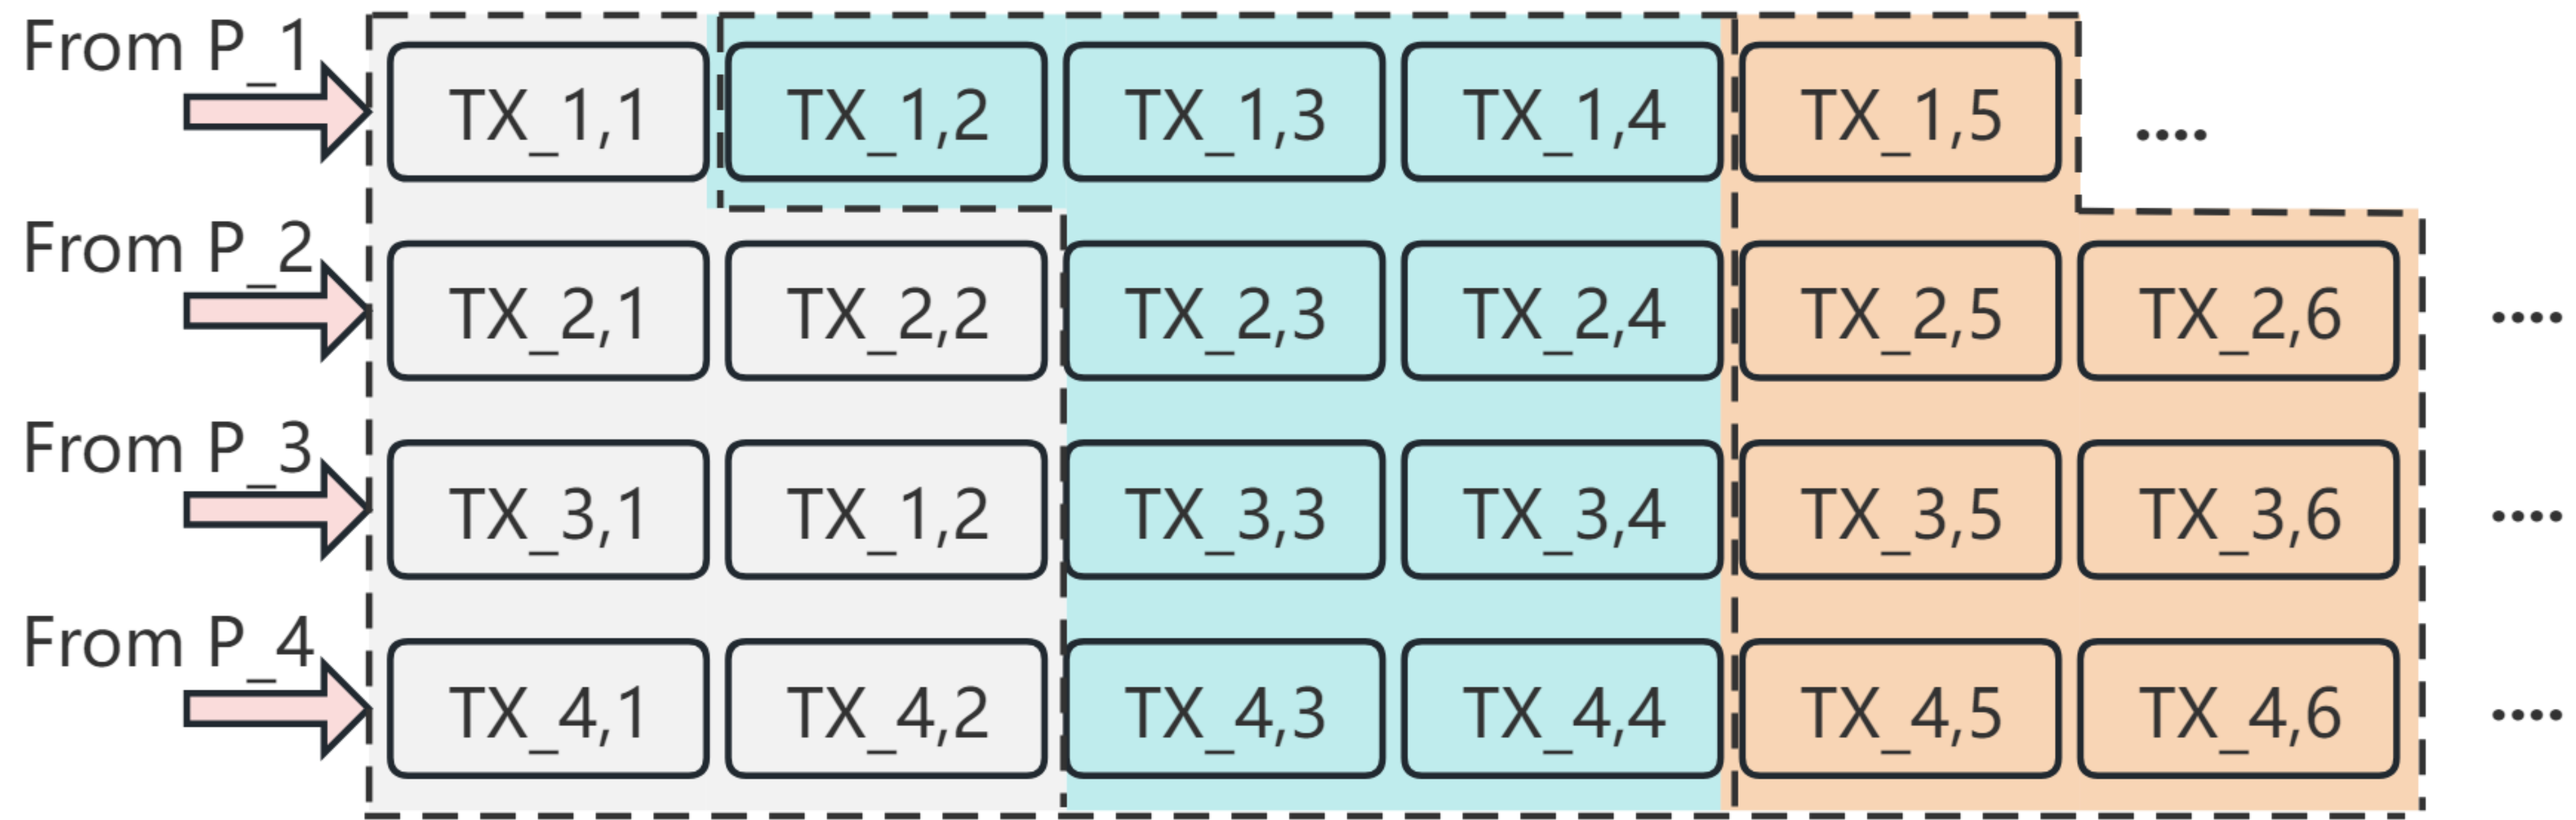 From P_1
TX_1,1 TX_1,2 TX_1,3 TX_1,4 TX_1,5 ....
From P_2
TX_2,1 TX_2,2 TX_2,3 TX_2,4 TX_2,5 TX_2,6 ....
From P_3
TX_3,1 TX_1,2 TX_3,3 TX_3,4 TX_3,5 TX_3,6 ....
From P_4
TX_4,1 TX_4,2 TX_4,3 TX_4,4 TX_4,5 TX_4,6 ....